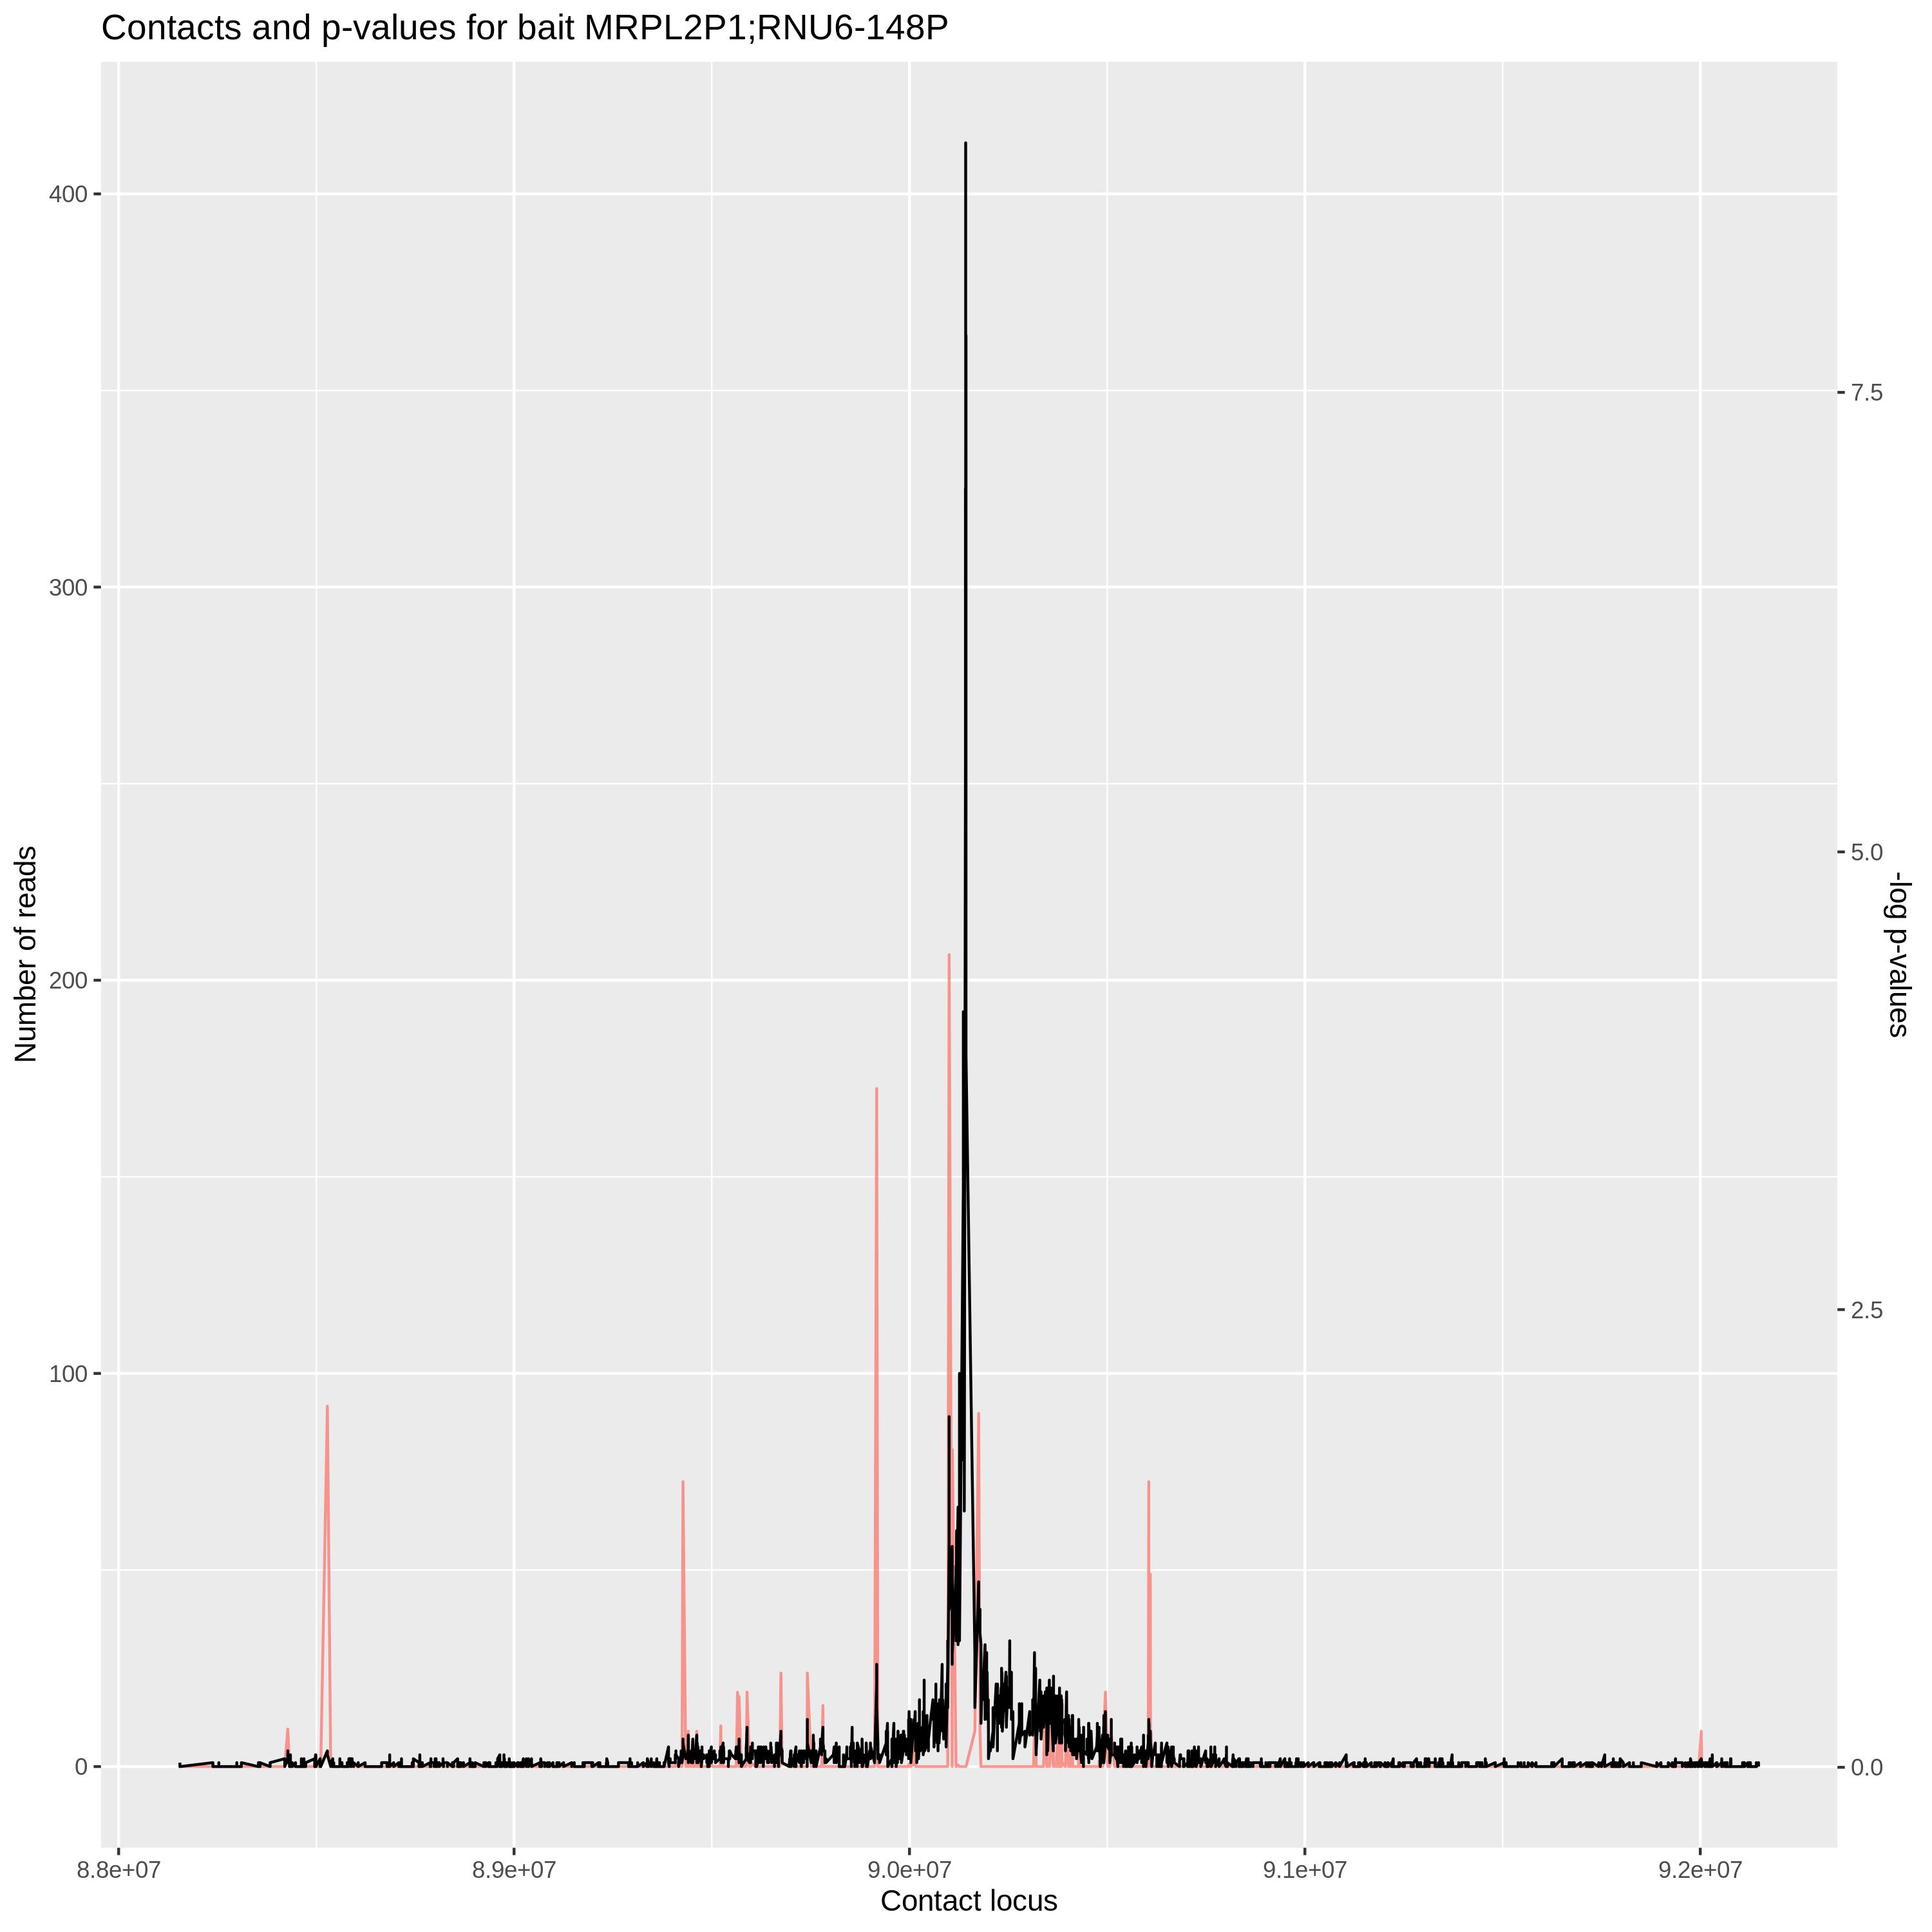 Contacts and p-values for bait MRPL2P1;RNU6-148P
400
300
200
100
0
Number of reads
7.5
5.0
2.5
0.0
-log p-values
8.8e+07
8.9e+07
9.0e+07
9.1e+07
9.2e+07
Contact locus